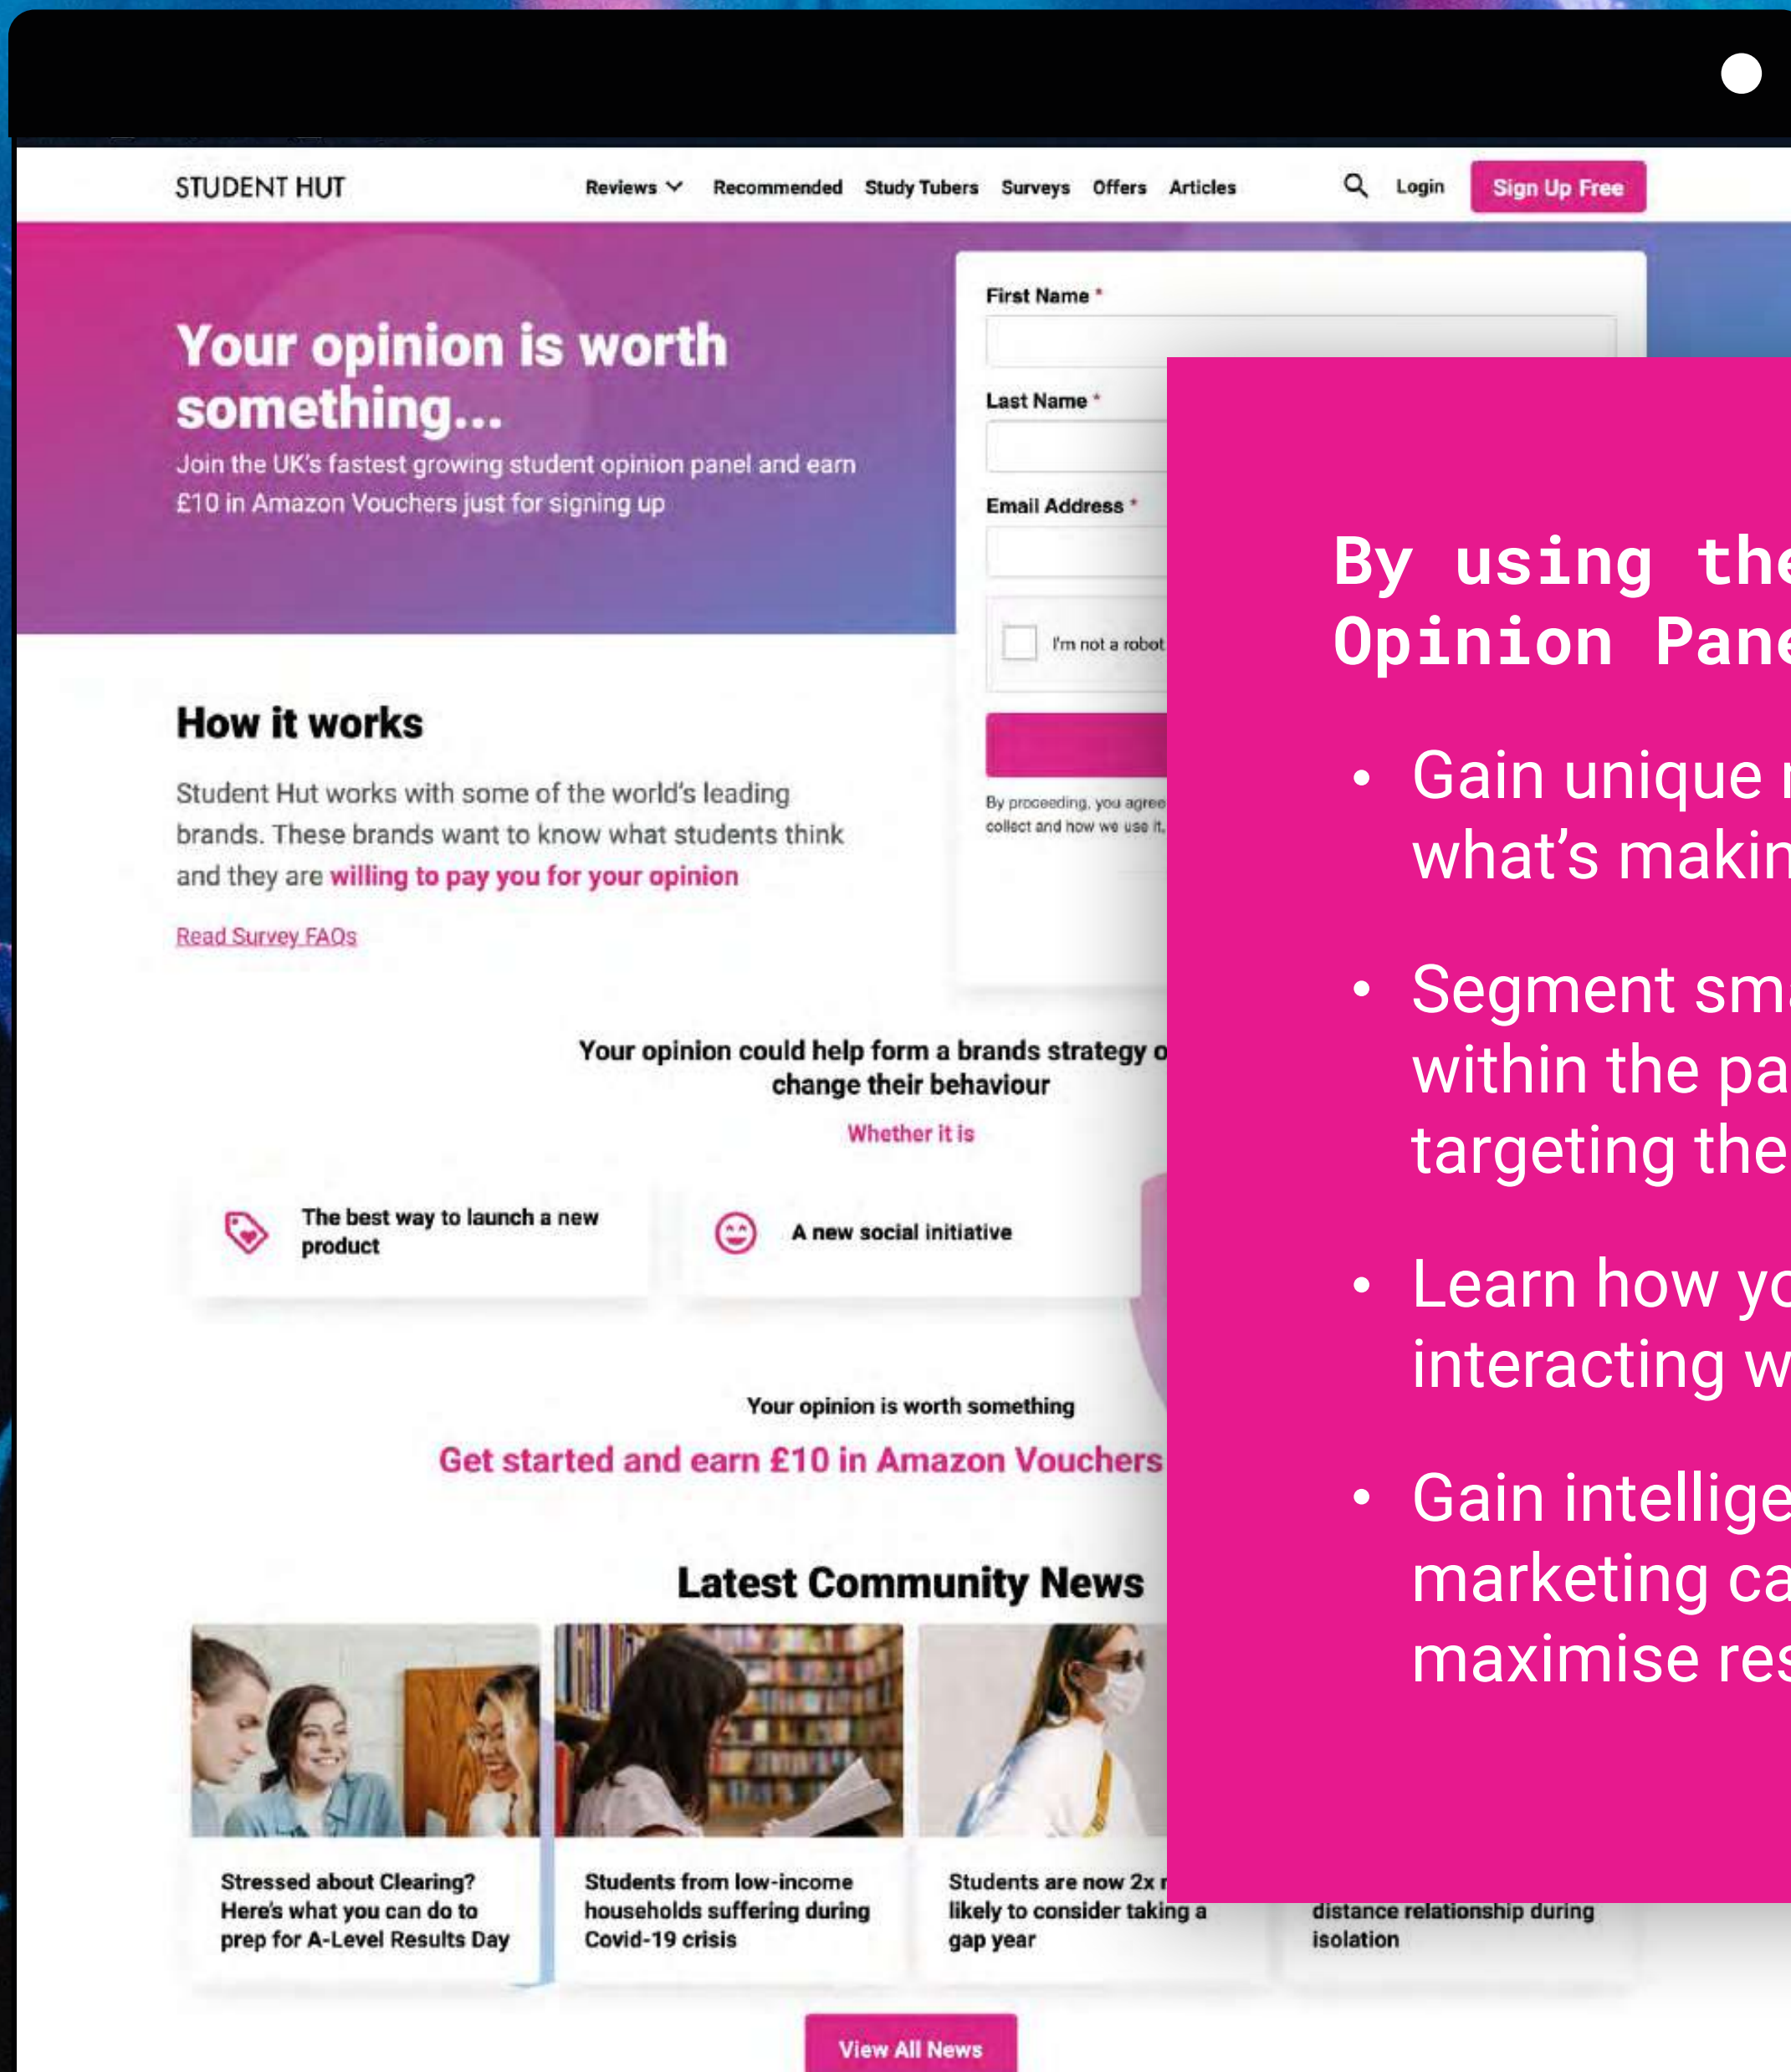 STUDENT HUT
Reviews Recommended Study Tubers Surveys Offers Articles Login Sign Up Free
Your opinion is worth
something...
Join the UK's fastest growing student opinion panel and earn
£10 in Amazon Vouchers just for signing up
First Name *
Last Name *
Email Address *
I'm not a robot
By proceeding, you agree
collect and how we use it,
How it works
Student Hut works with some of the world's leading
brands. These brands want to know what students think
and they are willing to pay you for your opinion
Read Survey FAQs
Your opinion could help form a brands strategy
change their behaviour
Whether it is
The best way to launch a new
product
A new social initiative
Your opinion is worth something
Get started and earn £10 in Amazon Vouchers
Latest Community News
Stressed about Clearing?
Here's what you can do to
prep for A-Level Results Day
Students from low-income
households suffering during
Covid-19 crisis
Students are now 2x
likely to consider taking a
gap year
distance relationship during
isolation
View All News
By using the
Opinion
Gain unique
what's
Segment
within the
targeting the
Learn how
interacting
Gain
marketing
maximise